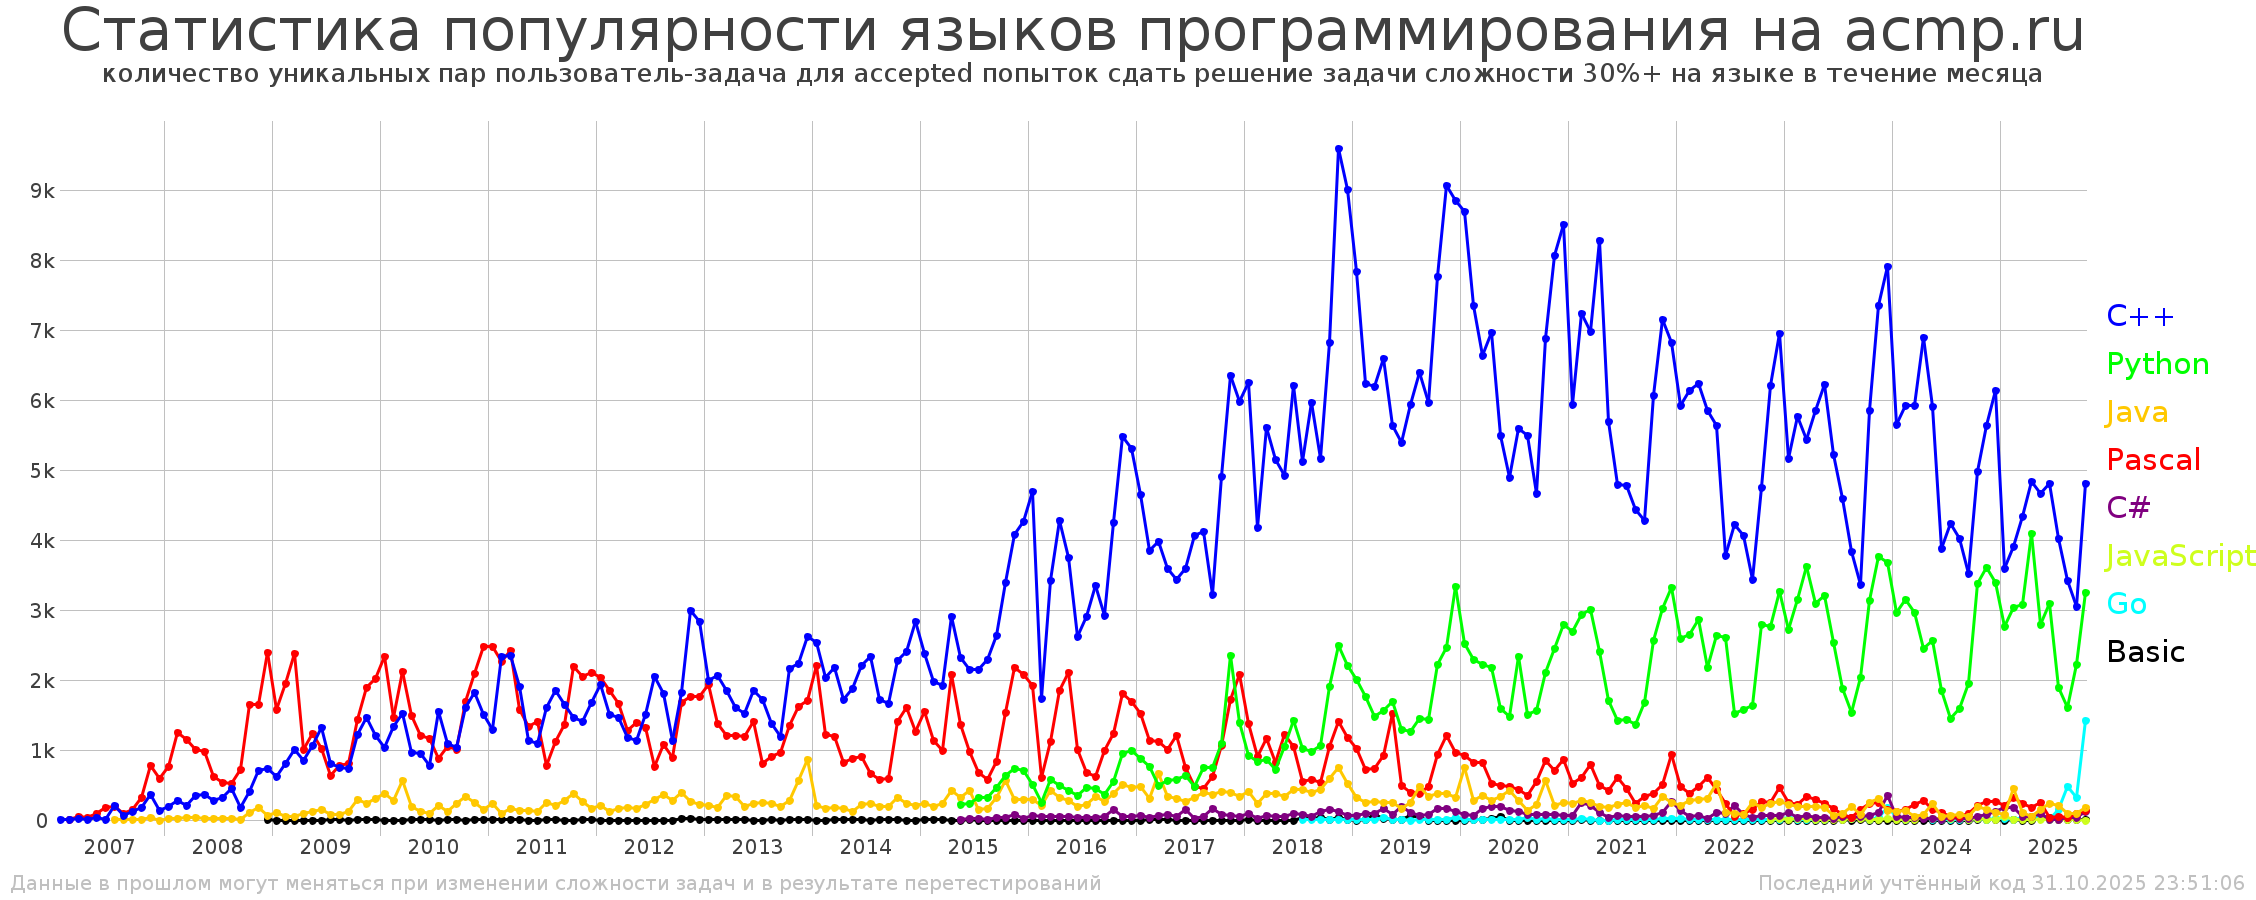 Статистика популярности языков программирования на acmp.ru
количество уникальных пар пользователь-задача для accepted попыток сдать решение задачи сложности 30%+ на языке в течение месяца
9k
8k
7k
6k
5k
4k
3k
2k
1k
0
C++
Python
Java
Pascal
C#
JavaScript
Go
Basic
2007 2008 2009 2010 2011 2012 2013 2014 2015 2016 2017 2018 2019 2020 2021 2022 2023 2024 2025
Данные в прошлом могут меняться при изменении сложности задач и в результате перетестирований
Последний учтённый код 31.10.2025 23:51:06